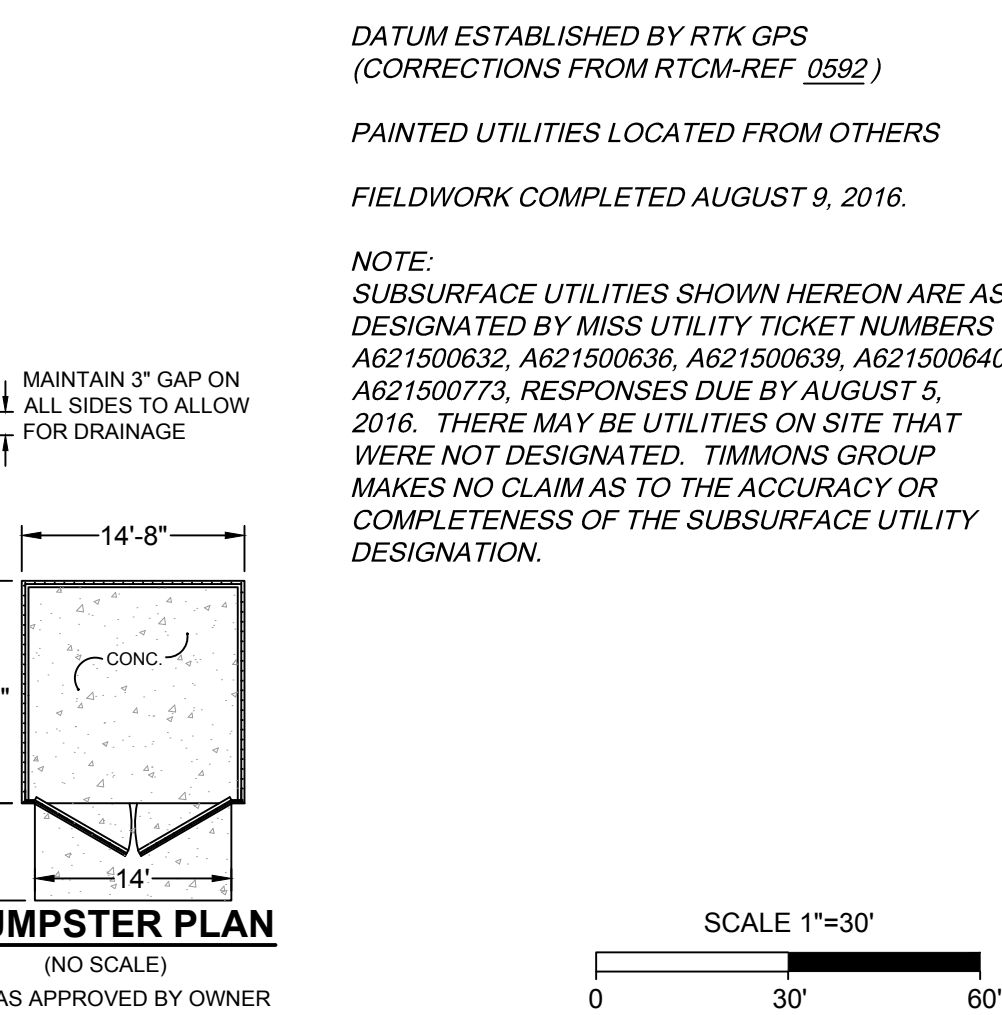 DATUM ESTABLISHED BY RTK GPS
(CORRECTIONS FROM RTCM-REF 0592 )
PAINTED UTILITIES LOCATED FROM OTHERS
FIELDWORK COMPLETED AUGUST 9, 2016.
NOTE:
SUBSURFACE UTILITIES SHOWN HEREON ARE AS
DESIGNATED BY MISS UTILITY TICKET NUMBERS
A621500632, A621500636, A621500639, A621500640
A621500773, RESPONSES DUE BY AUGUST 5,
2016. THERE MAY BE UTILITIES ON SITE THAT
WERE NOT DESIGNATED. TIMMONS GROUP
MAKES NO CLAIM AS TO THE ACCURACY OR
COMPLETENESS OF THE SUBSURFACE UTILITY
DESIGNATION.
MAINTAIN 3" GAP ON
ALL SIDES TO ALLOW
FOR DRAINAGE
14'-8"
CONC.
"
14'
UMPSTER PLAN
(NO SCALE)
AS APPROVED BY OWNER
SCALE 1"=30'
0 30' 60'